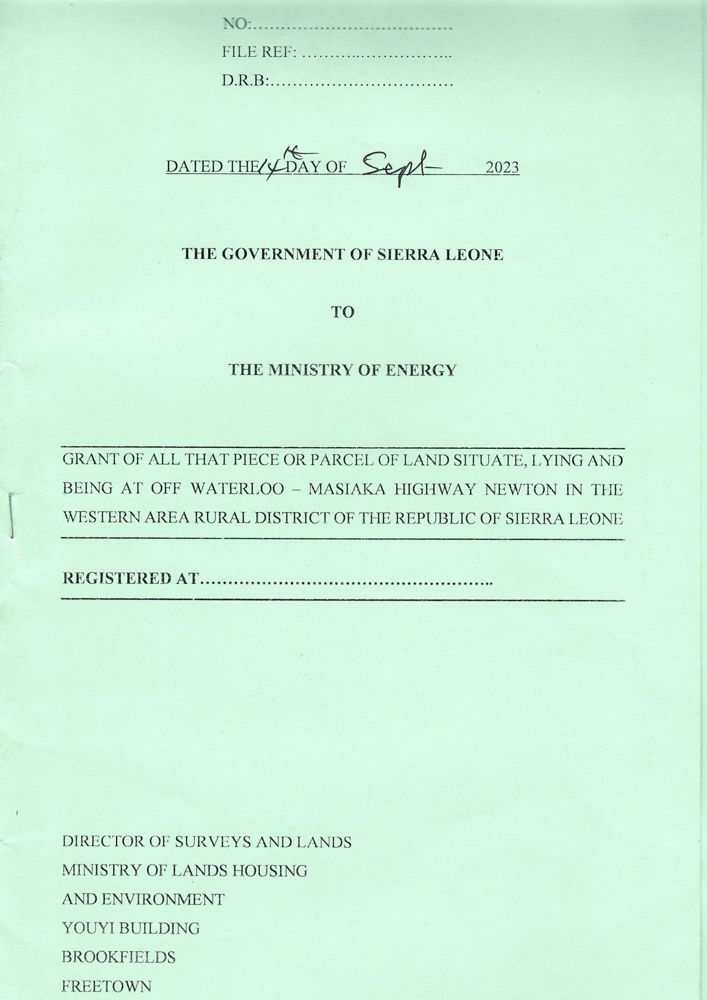 NO:....................................
FILE REF: ............................
D.R.B:.................................
DATED THE 14th DAY OF Sept 2023
THE GOVERNMENT OF SIERRA LEONE
TO
THE MINISTRY OF ENERGY
GRANT OF ALL THAT PIECE OR PARCEL OF LAND SITUATE, LYING AND
BEING AT OFF WATERLOO – MASIAKA HIGHWAY NEWTON IN THE
WESTERN AREA RURAL DISTRICT OF THE REPUBLIC OF SIERRA LEONE
REGISTERED AT.....................................................
DIRECTOR OF SURVEYS AND LANDS
MINISTRY OF LANDS HOUSING
AND ENVIRONMENT
YOUYI BUILDING
BROOKFIELDS
FREETOWN